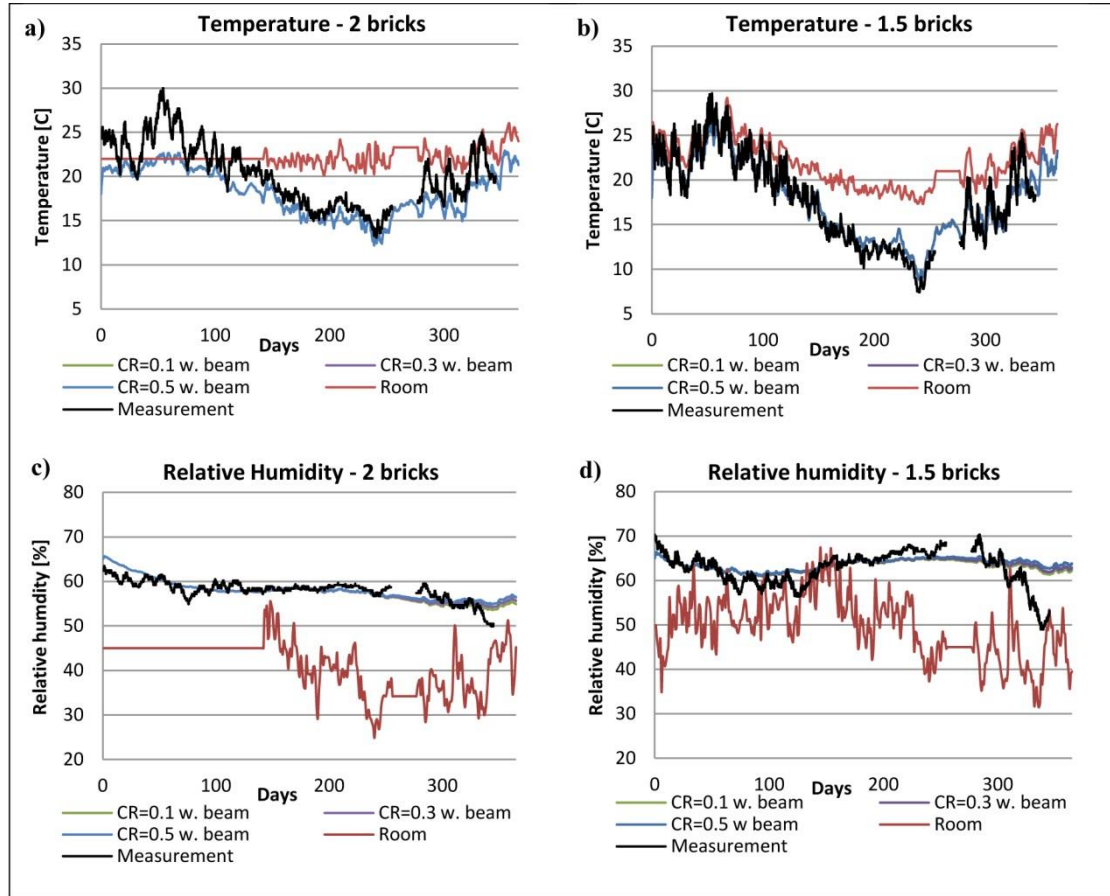 a) Temperature - 2 bricks
Temperature [C]
35
30
25
20
15
10
5
0 100 200 300
Days
CR=0.1 w. beam CR=0.3 w. beam
CR=0.5 w. beam Room
Measurement
b) Temperature - 1.5 bricks
Temperature [C]
35
30
25
20
15
10
5
0 100 200 300
Days
CR=0.1 w. beam CR=0.3 w. beam
CR=0.5 w. beam Room
Measurement
c) Relative Humidity - 2 bricks
Relative humidity [%]
80
70
60
50
40
30
20
0 100 200 300
Days
CR=0.1 w. beam CR=0.3 w. beam
CR=0.5 w. beam Room
Measurement
d) Relative humidity - 1.5 bricks
Relative humidity [%]
80
70
60
50
40
30
20
0 100 200 300
Days
CR=0.1 w. beam CR=0.3 w. beam
CR=0.5 w beam Room
Measurement